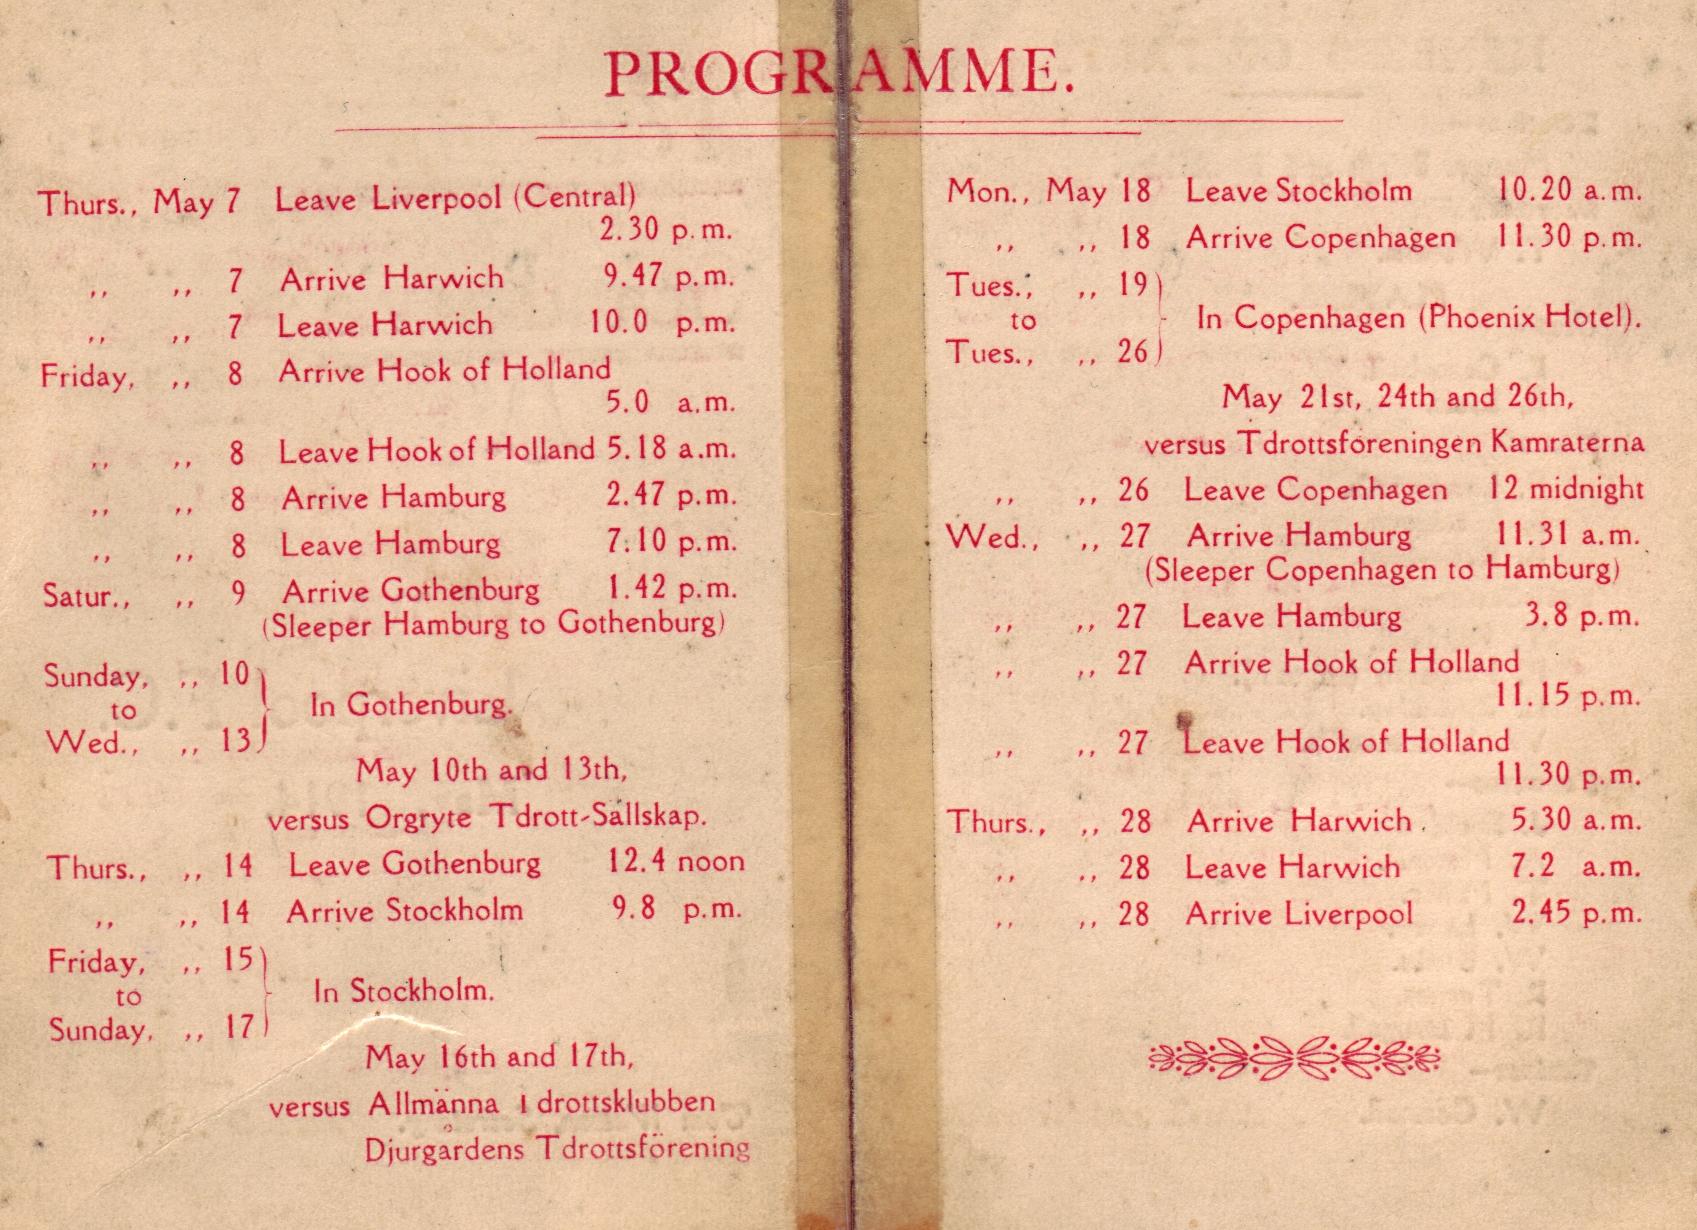 PROGRAMME.
Thurs., May 7 Leave Liverpool (Central)
2.30 p.m.
,, ,, 7 Arrive Harwich 9.47 p.m.
,, ,, 7 Leave Harwich 10.0 p.m.
Friday, ,, 8 Arrive Hook of Holland
5.0 a.m.
,, ,, 8 Leave Hook of Holland 5.18 a.m.
,, ,, 8 Arrive Hamburg 2.47 p.m.
,, ,, 8 Leave Hamburg 7.10 p.m.
Satur., ,, 9 Arrive Gothenburg 1.42 p.m.
(Sleeper Hamburg to Gothenburg)
Sunday, ,, 10
to
In Gothenburg.
Wed., ,, 13
May 10th and 13th,
versus Orgryte Tdrott-Sallskap.
Thurs., ,, 14 Leave Gothenburg 12.4 noon
,, ,, 14 Arrive Stockholm 9.8 p.m.
Friday, ,, 15
to
In Stockholm.
Sunday, ,, 17
May 16th and 17th,
versus Allmänna Idrottsklubben
Djurgårdens Tdrottsförening
Mon., May 18 Leave Stockholm 10.20 a.m.
,, ,, 18 Arrive Copenhagen 11.30 p.m.
Tues., ,, 19
to
In Copenhagen (Phoenix Hotel).
Tues., ,, 26
May 21st, 24th and 26th,
versus Tdrottsföreningen Kamraterna
,, ,, 26 Leave Copenhagen 12 midnight
Wed., ,, 27 Arrive Hamburg 11.31 a.m.
(Sleeper Copenhagen to Hamburg)
,, ,, 27 Leave Hamburg 3.8 p.m.
,, ,, 27 Arrive Hook of Holland
11.15 p.m.
,, ,, 27 Leave Hook of Holland
11.30 p.m.
Thurs., ,, 28 Arrive Harwich 5.30 a.m.
,, ,, 28 Leave Harwich 7.2 a.m.
,, ,, 28 Arrive Liverpool 2.45 p.m.